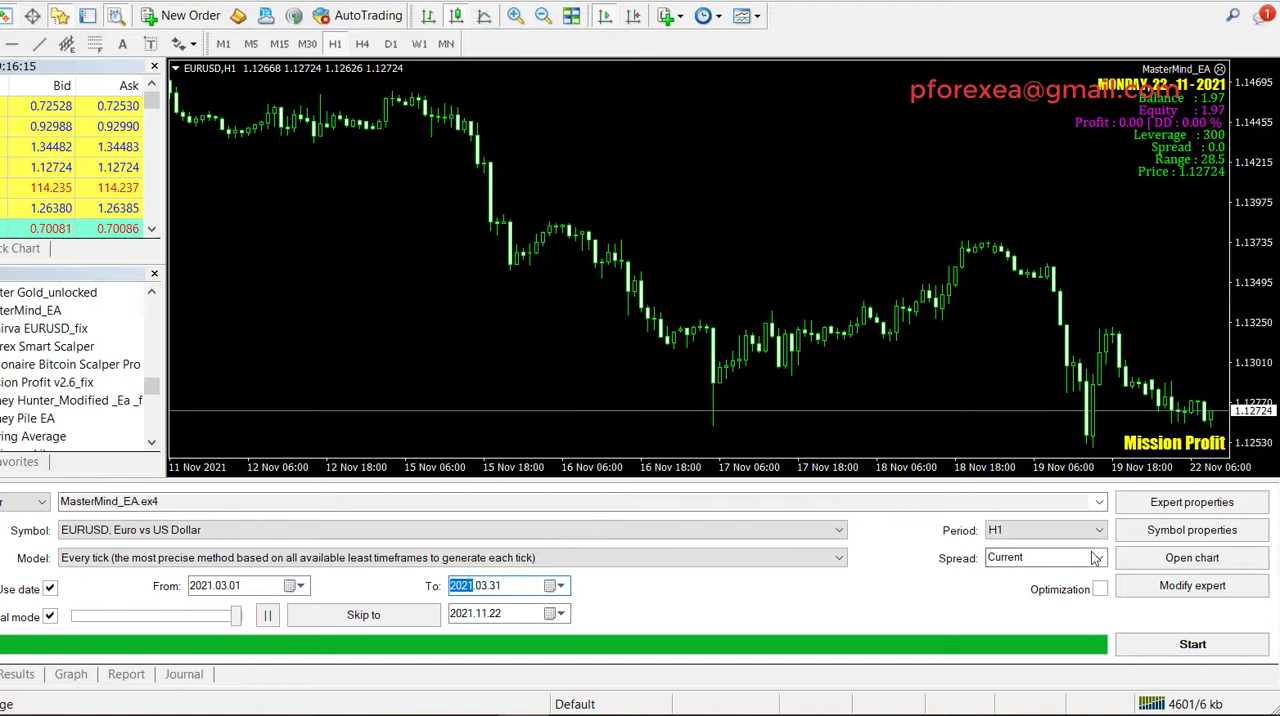 New Order
AutoTrading
1
A
T
M1 M5 M15 M30 H1 H4 D1 W1 MN
:16:15
Bid Ask
0.72528 0.72530
0.92988 0.92990
1.34482 1.34483
1.12724 1.12724
114.235 114.237
1.26380 1.26385
0.70081 0.70086
ck Chart
ter Gold_unlocked
sterMind_EA
hirva EURUSD_fix
orex Smart Scalper
ionaire Bitcoin Scalper Pro
sion Profit v2.6_fix
ney Hunter_Modified _Ea _f
ney Pile EA
ving Average
avorites
EURUSD,H1 1.12668 1.12724 1.12626 1.12724
MasterMind_EA
pforexea@gmail.com
MONDAY 22 - 11 - 2021
Balance : 1.97
Equity : 1.97
Profit : 0.00 | DD : 0.00 %
Leverage : 300
Spread : 0.0
Range : 28.5
Price : 1.12724
1.14695
1.14455
1.14215
1.13975
1.13735
1.13495
1.13250
1.13010
1.12770
1.12724
1.12530
Mission Profit
11 Nov 2021 12 Nov 06:00 12 Nov 18:00 15 Nov 06:00 15 Nov 18:00 16 Nov 06:00 16 Nov 18:00 17 Nov 06:00 17 Nov 18:00 18 Nov 06:00 18 Nov 18:00 19 Nov 06:00 19 Nov 18:00 22 Nov 06:00
r MasterMind_EA.ex4 Expert properties
Symbol: EURUSD, Euro vs US Dollar Period: H1 Symbol properties
Model: Every tick (the most precise method based on all available least timeframes to generate each tick) Spread: Current Open chart
Use date From: 2021.03.01 To: 2021.03.31 Optimization Modify expert
al mode Skip to 2021.11.22
Start
Results Graph Report Journal
ge Default 4601/6 kb